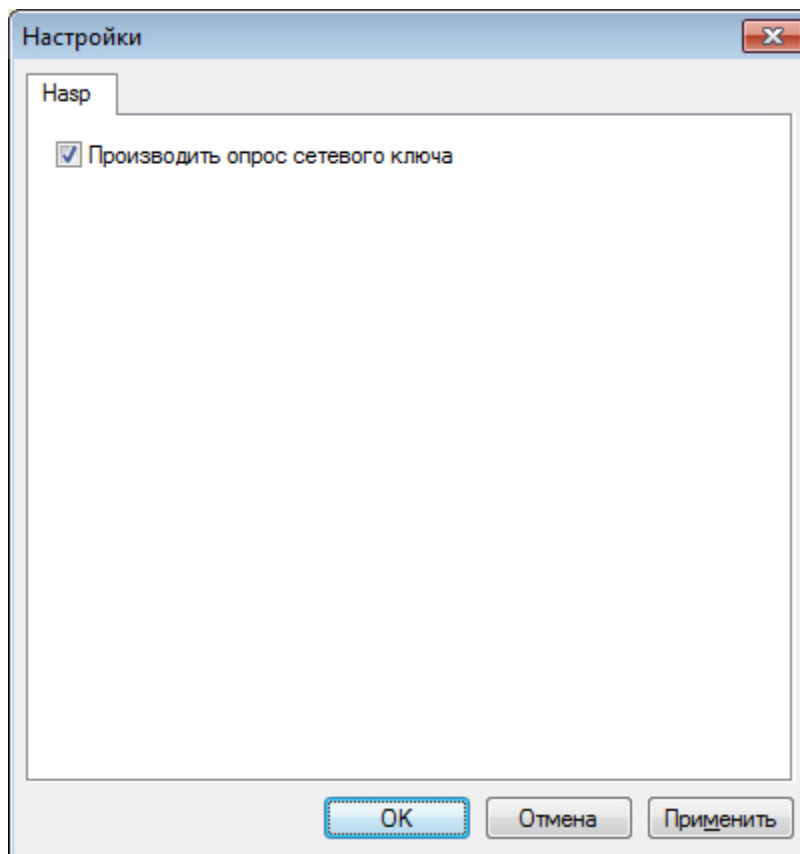 Настройки
Hasp
Производить опрос сетевого ключа
OK
Отмена
Применить